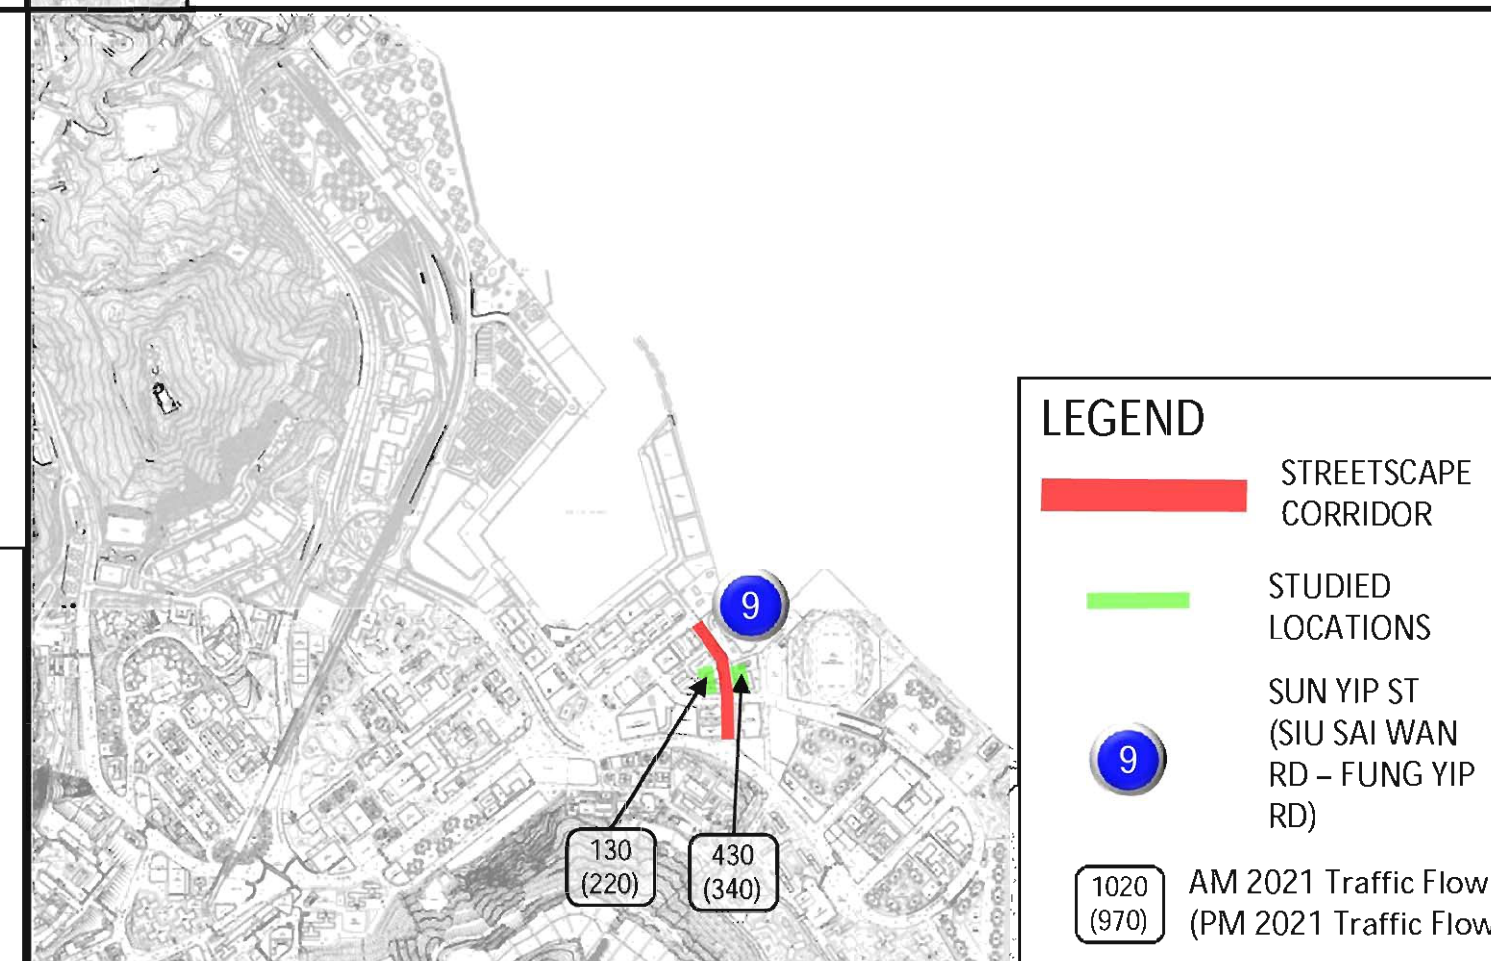 9
130
(220)
430
(340)
LEGEND
STREETSCAPE
CORRIDOR
STUDIED
LOCATIONS
9
SUN YIP ST
(SIU SAI WAN
RD – FUNG YIP
RD)
1020
(970)
AM 2021 Traffic Flow
(PM 2021 Traffic Flow